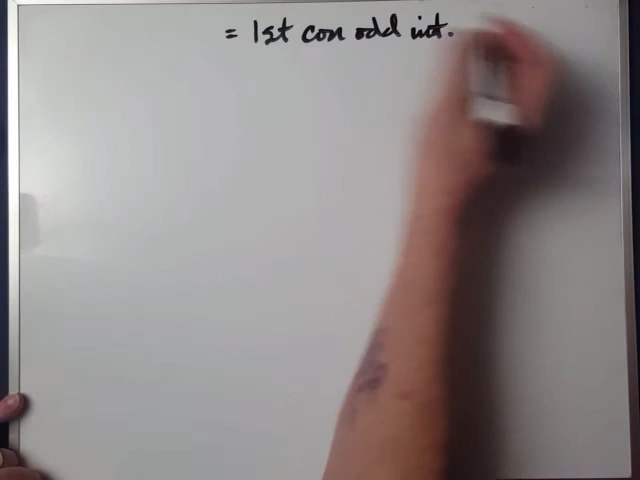 = 1st con odd int.